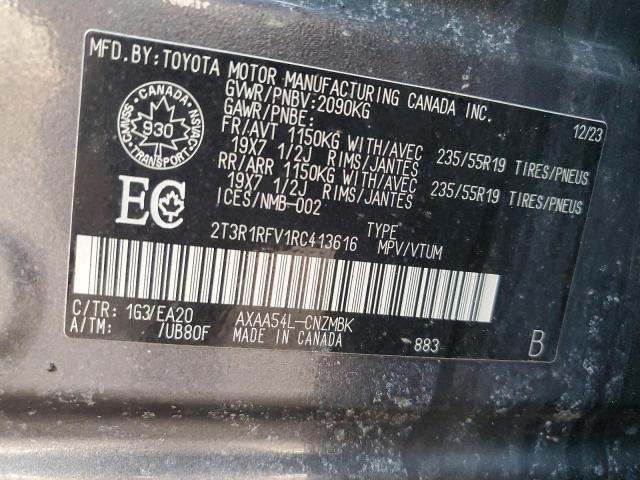 MFD.BY:TOYOTA MOTOR MANUFACTURING CANADA INC.
GVWR/PNBV:2090KG
GAWR/PNBE:
12/23
FR/AVT 1150KG WITH/AVEC 235/55R19 TIRES/PNEUS
19X7 1/2J RIMS/JANTES
RR/ARR 1150KG WITH/AVEC 235/55R19 TIRES/PNEUS
19X7 1/2J RIMS/JANTES
ICES/NMB-002
CANADA
930
TRANSPORT
EC
2T3R1RFV1RC413616
TYPE
MPV/VTUM
C/TR: 1G3/EA20 AXAA54L-CNZMBK
A/TM: /UB80F MADE IN CANADA 883 B